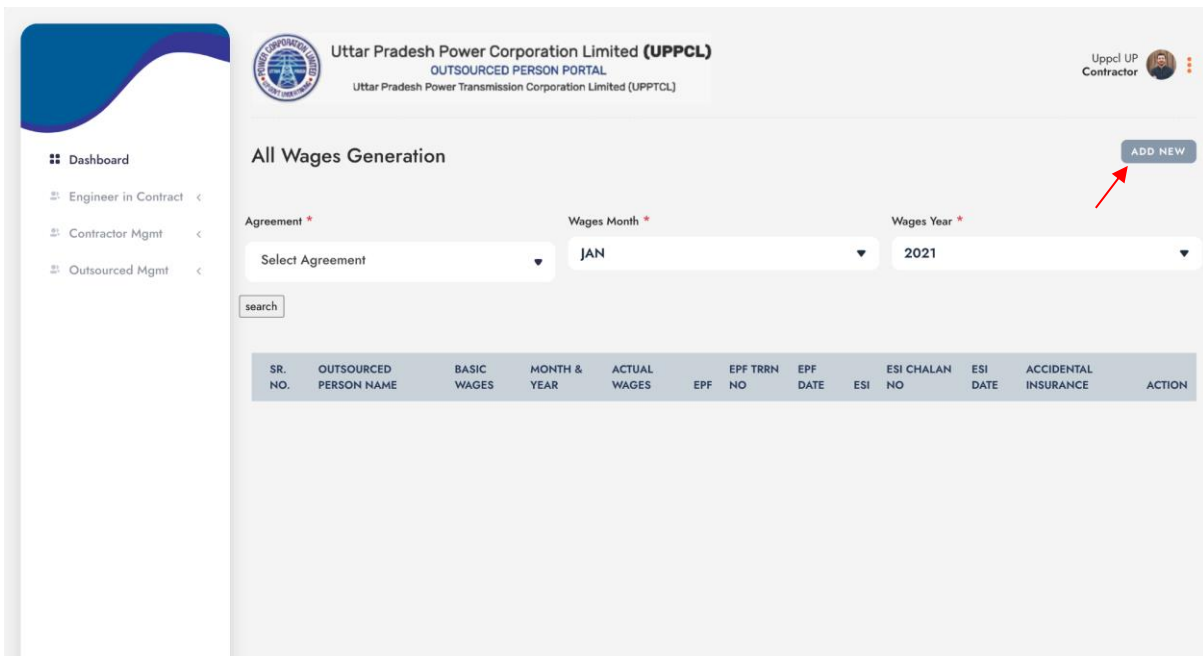 Uttar Pradesh Power Corporation Limited (UPPCL)
OUTSOURCED PERSON PORTAL
Uttar Pradesh Power Transmission Corporation Limited (UPPTCL)
Uppcl UP
Contractor
Dashboard
Engineer in Contract <
Contractor Mgmt <
Outsourced Mgmt <
All Wages Generation
ADD NEW
Agreement *
Wages Month *
Wages Year *
Select Agreement
JAN
2021
search
SR. NO.
OUTSOURCED PERSON NAME
BASIC WAGES
MONTH & YEAR
ACTUAL WAGES
EPF
EPF TRRN NO
EPF DATE
ESI
ESI CHALAN NO
ESI DATE
ACCIDENTAL INSURANCE
ACTION